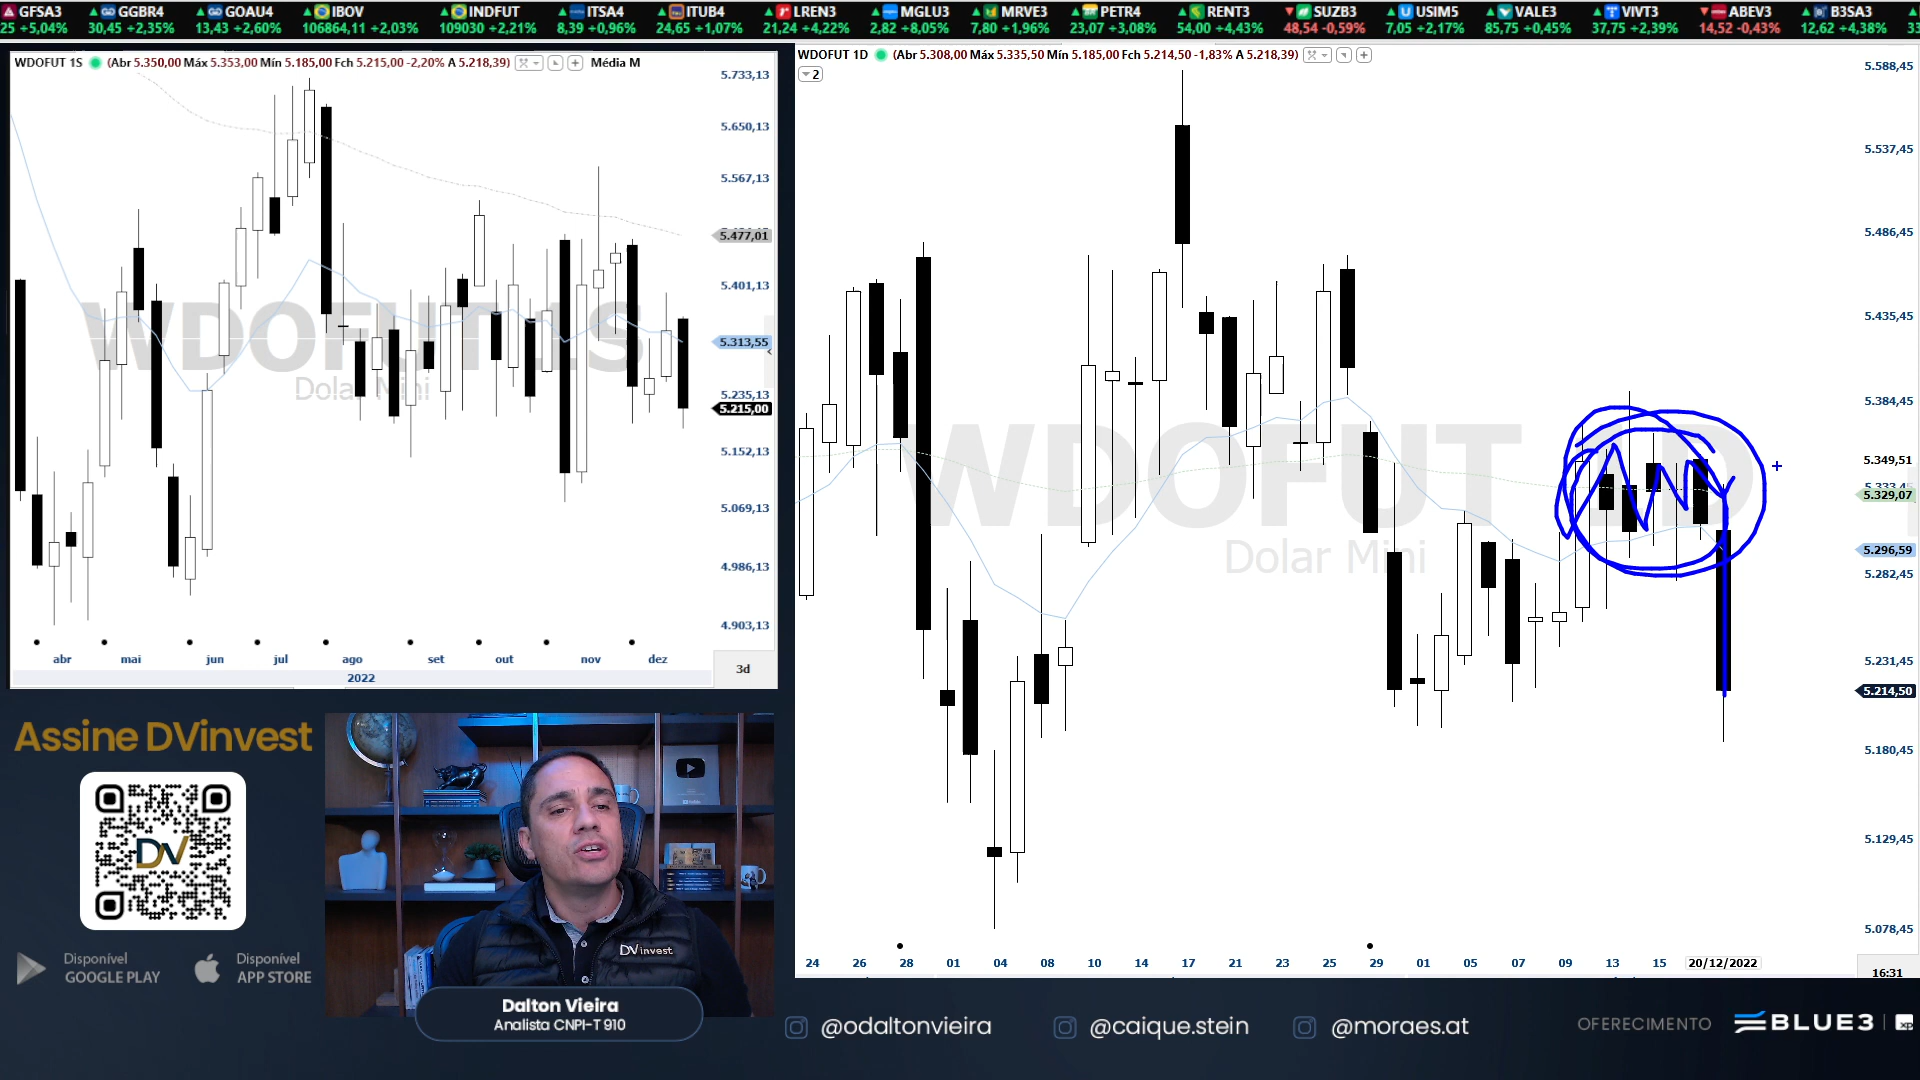 GFSA3 GGBR4 GOAU4 IBOV INDFUT ITSA4 ITUB4 LREN3 MGLU3 MRVE3 PETR4 RENT3 SUZB3 USIM5 VALE3 VIVT3 ABEV3 B3SA3
25 +5,04% 30,45 +2,35% 13,43 +2,60% 106864,11 +2,03% 109030 +2,21% 8,39 +0,96% 24,65 +1,07% 21,24 +4,22% 2,82 +8,05% 7,80 +1,96% 23,07 +3,08% 54,00 +4,43% 48,54 -0,59% 7,05 +2,17% 85,75 +0,45% 37,75 +2,39% 14,52 -0,43% 12,62 +4,38%
WDOFUT 1S (Abr 5.350,00 Máx 5.353,00 Mín 5.185,00 Fch 5.215,00 -2,20% A 5.218,39) Média M
5.733,13
5.650,13
5.567,13
5.477,01
5.401,13
5.313,55
5.235,13
5.215,00
5.152,13
5.069,13
4.986,13
4.903,13
WDOFUT 1S
Dolar Mini
abr mai jun jul ago set out nov dez
2022
3d
WDOFUT 1D (Abr 5.308,00 Máx 5.335,50 Mín 5.185,00 Fch 5.214,50 -1,83% A 5.218,39)
2
5.588,45
5.537,45
5.486,45
5.435,45
5.384,45
5.349,51
5.329,07
5.296,59
5.282,45
5.231,45
5.214,50
5.180,45
5.129,45
5.078,45
WDOFUT 1D
Dolar Mini
24 26 28 01 04 08 10 14 17 21 23 25 29 01 05 07 09 13 15 20/12/2022
16:31
Assine DVinvest
DV
Disponível
GOOGLE PLAY
Disponível
APP STORE
DVinvest
Dalton Vieira
Analista CNPI-T 910
@odaltonvieira
@caique.stein
@moraes.at
OFERECIMENTO
BLUE3
xp